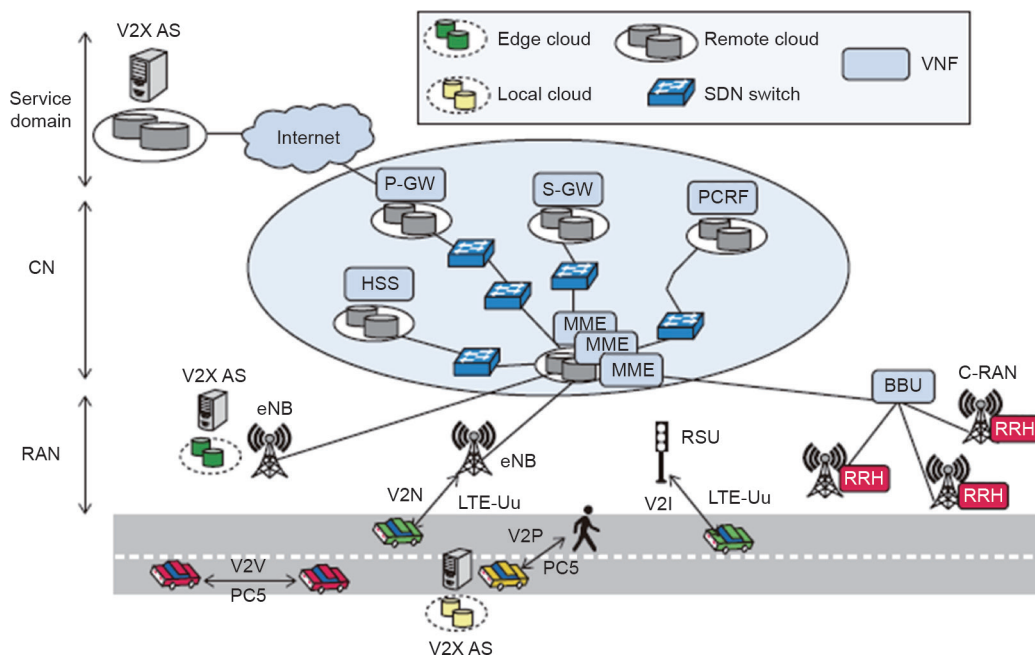 V2X AS
Edge cloud
Remote cloud
VNF
Local cloud
SDN switch
Service
domain
Internet
P-GW
S-GW
PCRF
CN
HSS
MME
MME
MME
V2X AS
eNB
BBU
C-RAN
RRH
RAN
eNB
RSU
RRH
RRH
V2N
LTE-Uu
V2I
LTE-Uu
V2P
PC5
V2V
PC5
V2X AS